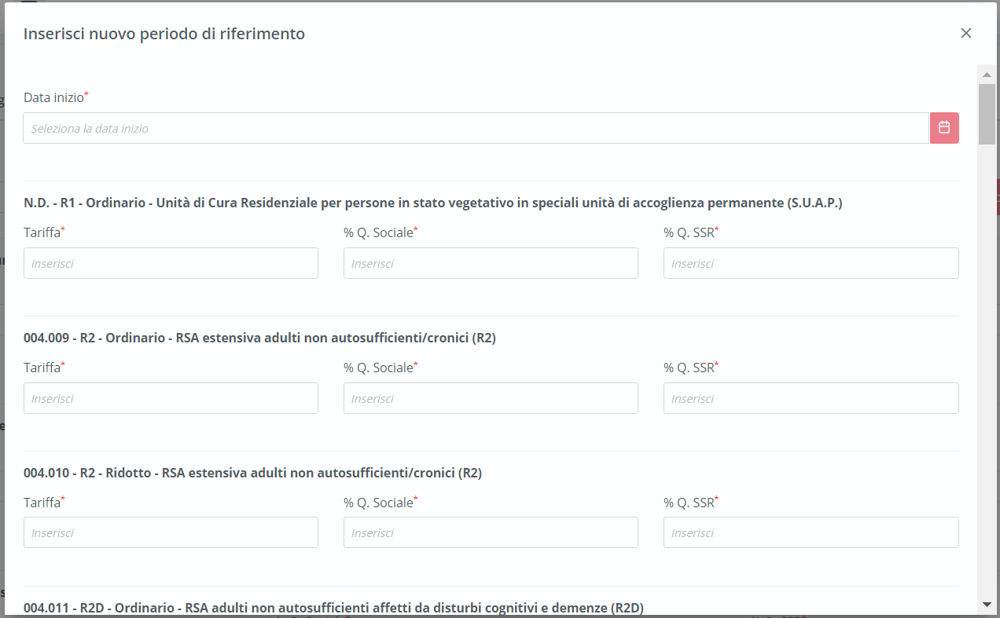 Inserisci nuovo periodo di riferimento
Data inizio*
Seleziona la data inizio
N.D. - R1 - Ordinario - Unità di Cura Residenziale per persone in stato vegetativo in speciali unità di accoglienza permanente (S.U.A.P.)
Tariffa* % Q. Sociale* % Q. SSR*
Inserisci Inserisci Inserisci
004.009 - R2 - Ordinario - RSA estensiva adulti non autosufficienti/cronici (R2)
Tariffa* % Q. Sociale* % Q. SSR*
Inserisci Inserisci Inserisci
004.010 - R2 - Ridotto - RSA estensiva adulti non autosufficienti/cronici (R2)
Tariffa* % Q. Sociale* % Q. SSR*
Inserisci Inserisci Inserisci
004.011 - R2D - Ordinario - RSA adulti non autosufficienti affetti da disturbi cognitivi e demenze (R2D)